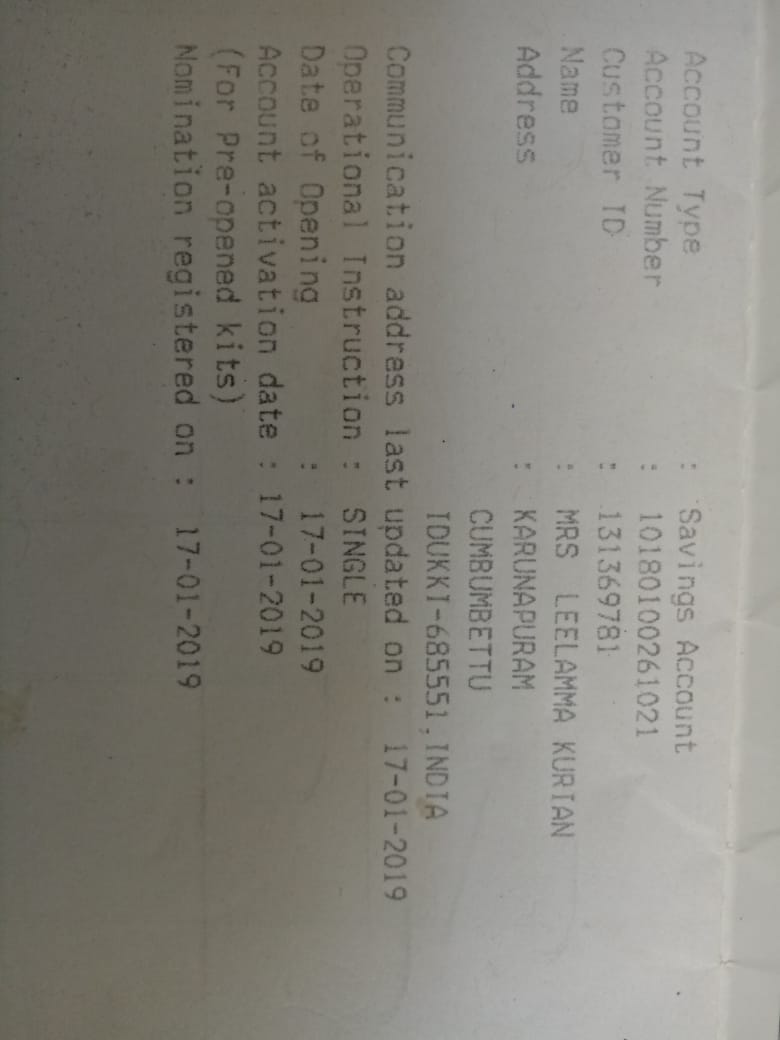 Account Type : Savings Account
Account Number : 10180100261021
Customer ID : 131369781
Name : MRS LEELAMMA KURIAN
Address : KARUNAPURAM
CUMBUMBETTU
IDUKKI-685551, INDIA
Communication address last updated on : 17-01-2019
Operational Instruction : SINGLE
Date of Opening : 17-01-2019
Account activation date : 17-01-2019
(For Pre-opened kits)
Nomination registered on : 17-01-2019